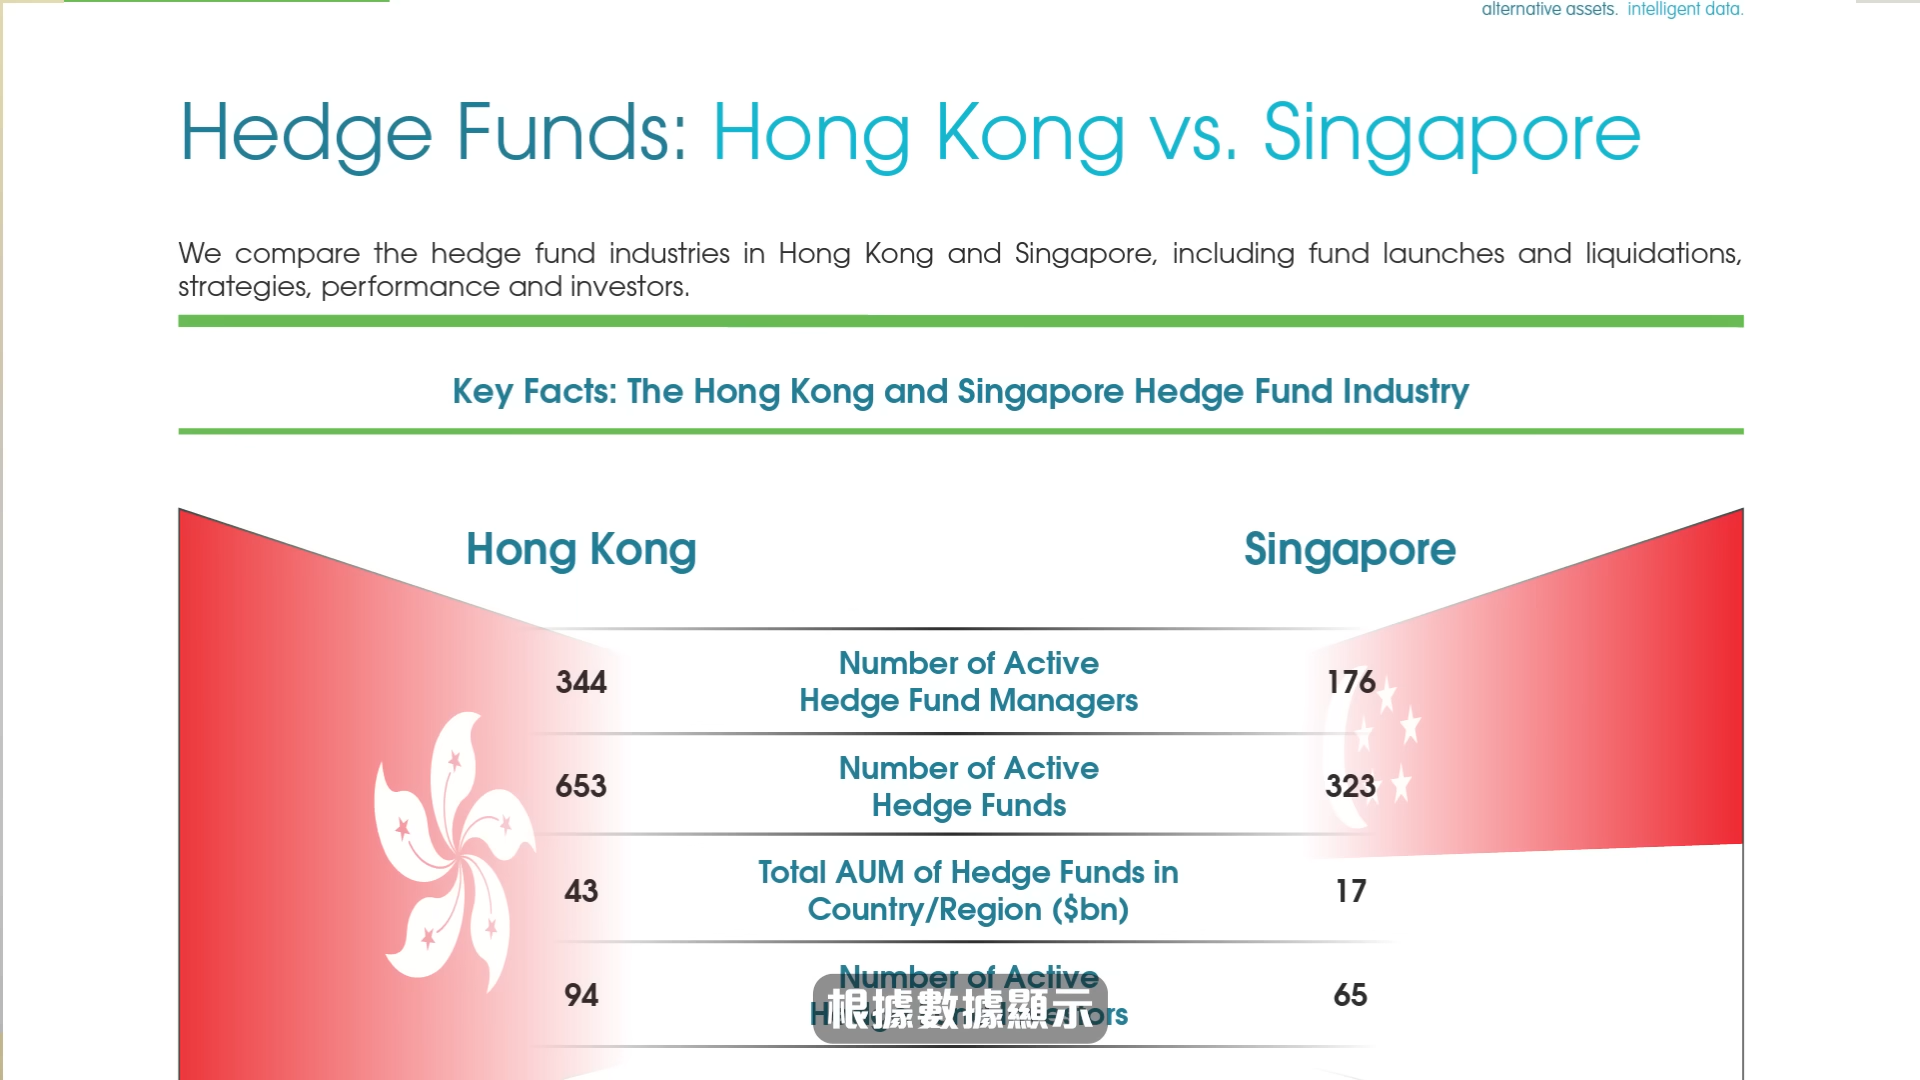 alternative assets. intelligent data.
Hedge Funds: Hong Kong vs. Singapore
We compare the hedge fund industries in Hong Kong and Singapore, including fund launches and liquidations,
strategies, performance and investors.
Key Facts: The Hong Kong and Singapore Hedge Fund Industry
Hong Kong
Singapore
344
Number of Active
Hedge Fund Managers
176
653
Number of Active
Hedge Funds
323
43
Total AUM of Hedge Funds in
Country/Region ($bn)
17
94
Number of Active
65
根據數據顯示